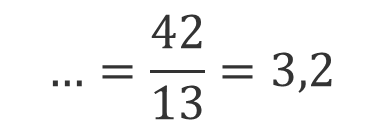 ... = 42/13 = 3,2